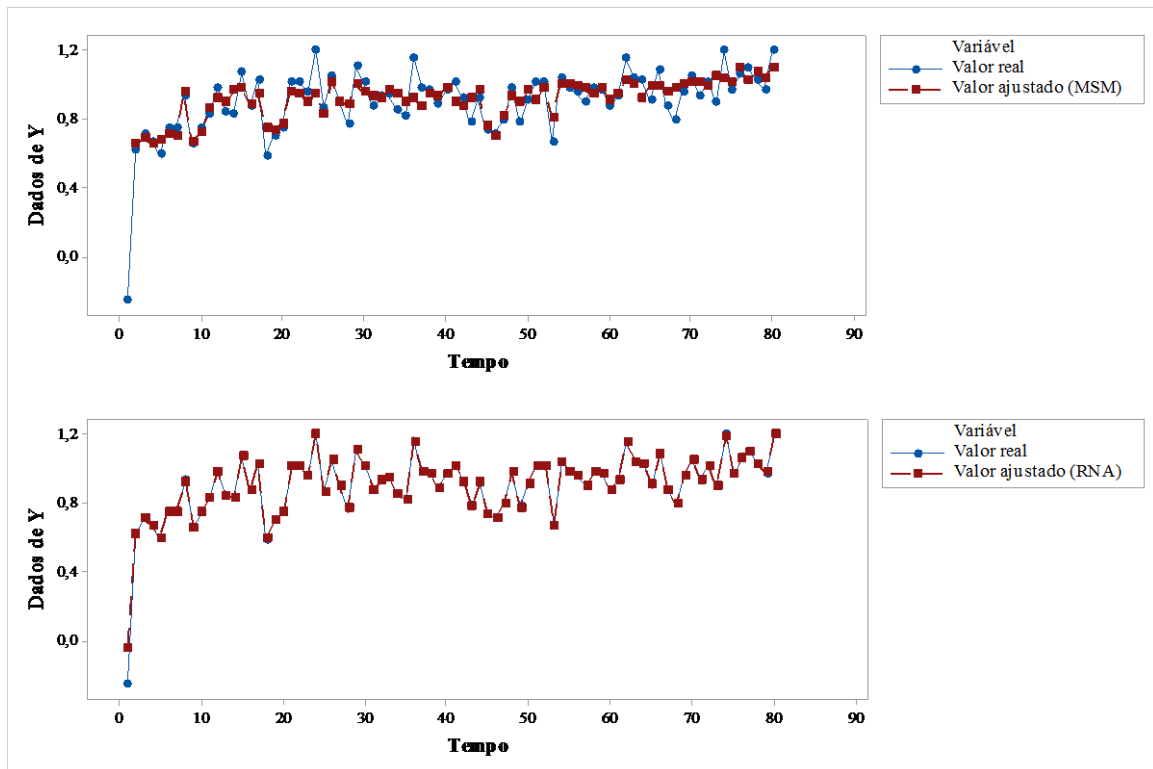 Variável
Valor real
Valor ajustado (MSM)
1,2
0,8
0,4
0,0
Dados de Y
0 10 20 30 40 50 60 70 80 90
Tempo
Variável
Valor real
Valor ajustado (RNA)
1,2
0,8
0,4
0,0
Dados de Y
0 10 20 30 40 50 60 70 80 90
Tempo